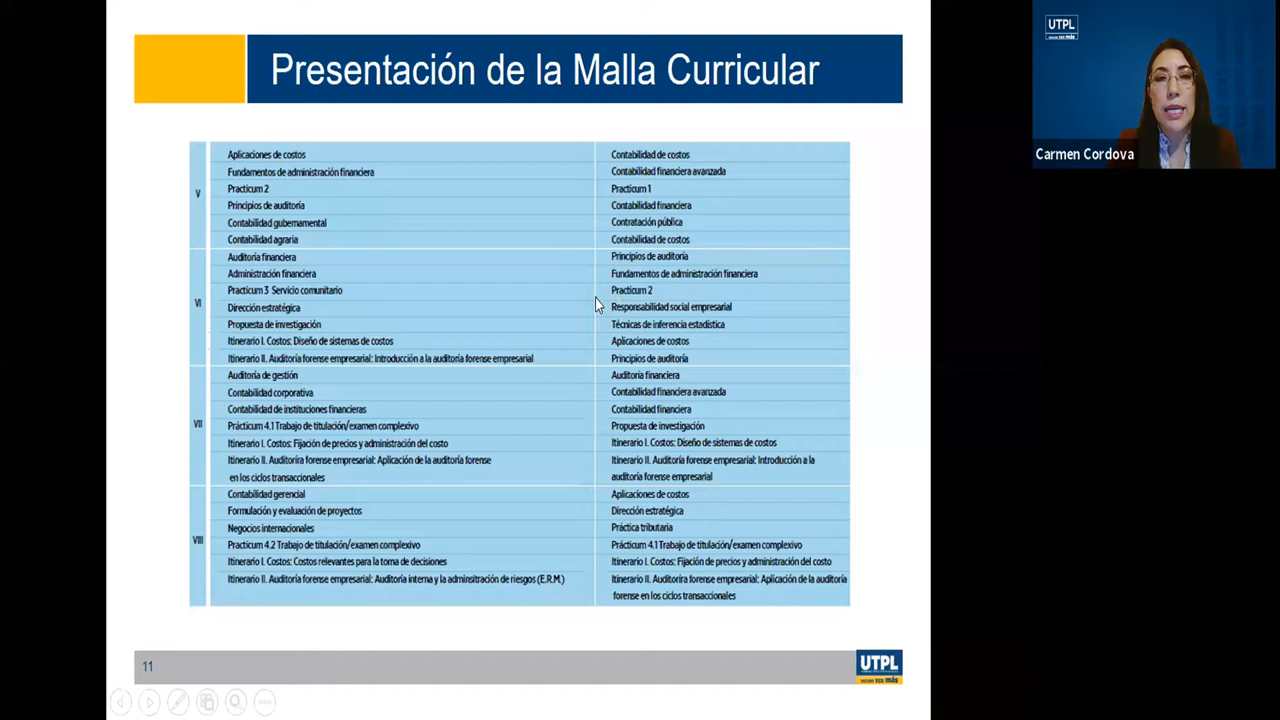 Presentación de la Malla Curricular
UTPL
Carmen Cordova
V
Aplicaciones de costos Contabilidad de costos
Fundamentos de administración financiera Contabilidad financiera avanzada
Practicum 2 Practicum 1
Principios de auditoría Contabilidad financiera
Contabilidad gubernamental Contratación pública
Contabilidad agraria Contabilidad de costos
VI
Auditoría financiera Principios de auditoría
Administración financiera Fundamentos de administración financiera
Practicum 3 Servicio comunitario Practicum 2
Dirección estratégica Responsabilidad social empresarial
Propuesta de investigación Técnicas de inferencia estadística
Itinerario I. Costos: Diseño de sistemas de costos Aplicaciones de costos
Itinerario II. Auditoría forense empresarial: Introducción a la auditoría forense empresarial Principios de auditoría
VII
Auditoría de gestión Auditoría financiera
Contabilidad corporativa Contabilidad financiera avanzada
Contabilidad de instituciones financieras Contabilidad financiera
Prácticum 4.1 Trabajo de titulación/examen complexivo Propuesta de investigación
Itinerario I. Costos: Fijación de precios y administración del costo Itinerario I. Costos: Diseño de sistemas de costos
Itinerario II. Auditorira forense empresarial: Aplicación de la auditoría forense Itinerario II. Auditoría forense empresarial: Introducción a la
en los ciclos transaccionales auditoría forense empresarial
VIII
Contabilidad gerencial Aplicaciones de costos
Formulación y evaluación de proyectos Dirección estratégica
Negocios internacionales Práctica tributaria
Practicum 4.2 Trabajo de titulación/examen complexivo Prácticum 4.1 Trabajo de titulación/examen complexivo
Itinerario I. Costos: Costos relevantes para la toma de decisiones Itinerario I. Costos: Fijación de precios y administración del costo
Itinerario II. Auditoría forense empresarial: Auditoría interna y la adminsitración de riesgos (E.R.M.) Itinerario II. Auditorira forense empresarial: Aplicación de la auditoría
forense en los ciclos transaccionales
11
UTPL